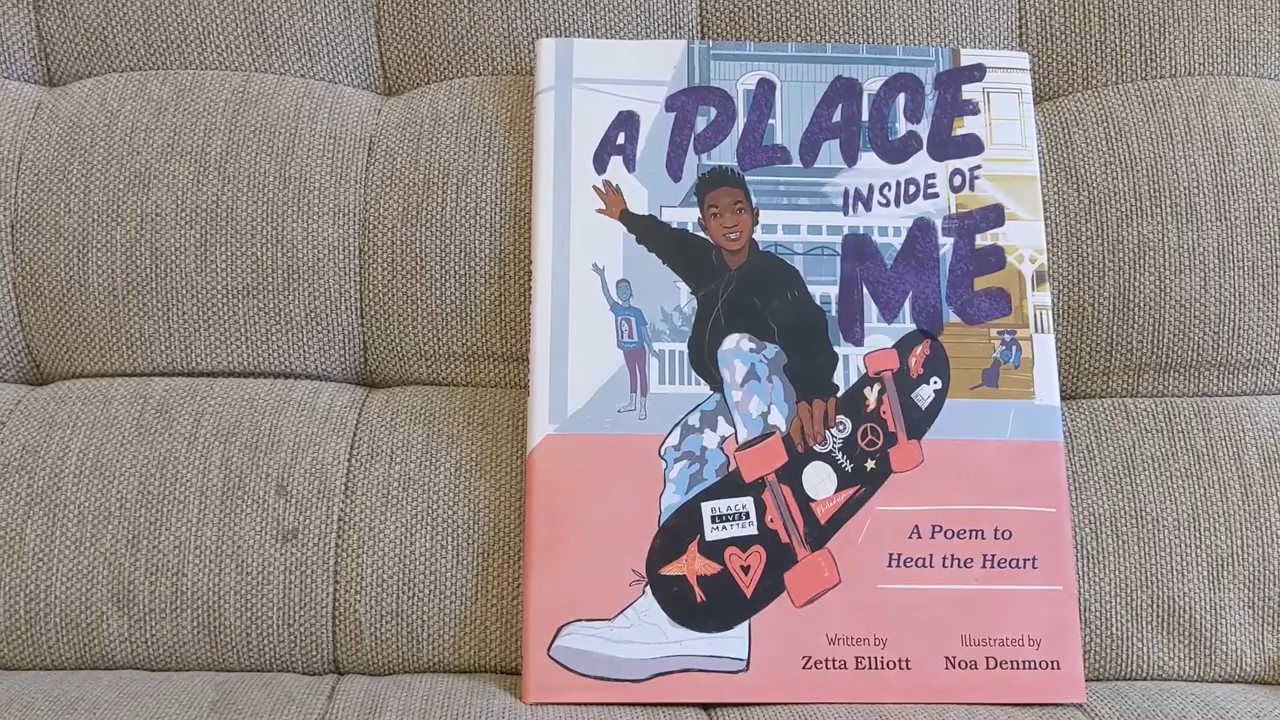 A PLACE
INSIDE OF
ME
BLACK
LIVES
MATTER
Philadelphia
A Poem to
Heal the Heart
Written by
Zetta Elliott
Illustrated by
Noa Denmon